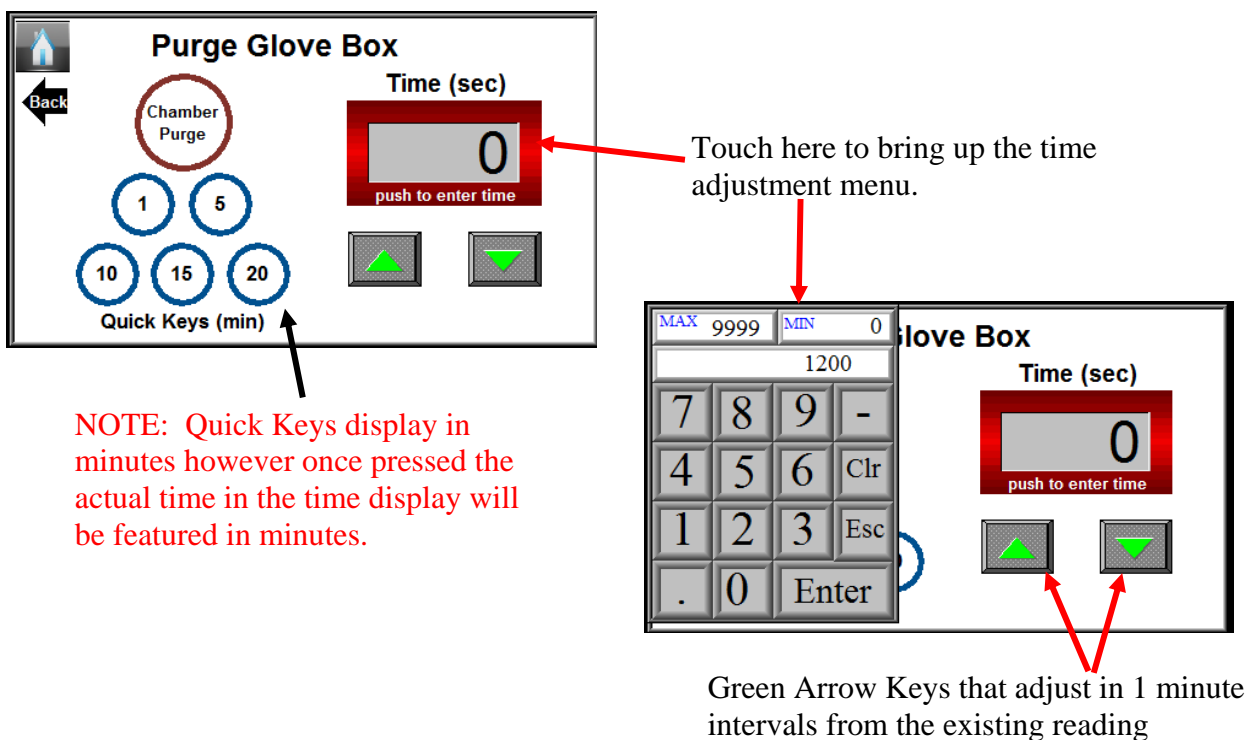 Purge Glove Box
Back
Time (sec)
Chamber
Purge
0
push to enter time
1
5
10
15
20
Quick Keys (min)
Touch here to bring up the time
adjustment menu.
NOTE: Quick Keys display in
minutes however once pressed the
actual time in the time display will
be featured in minutes.
MAX 9999 MIN 0
1200
7 8 9 -
4 5 6 Clr
1 2 3 Esc
. 0 Enter
Glove Box
Time (sec)
0
push to enter time
Green Arrow Keys that adjust in 1 minute
intervals from the existing reading